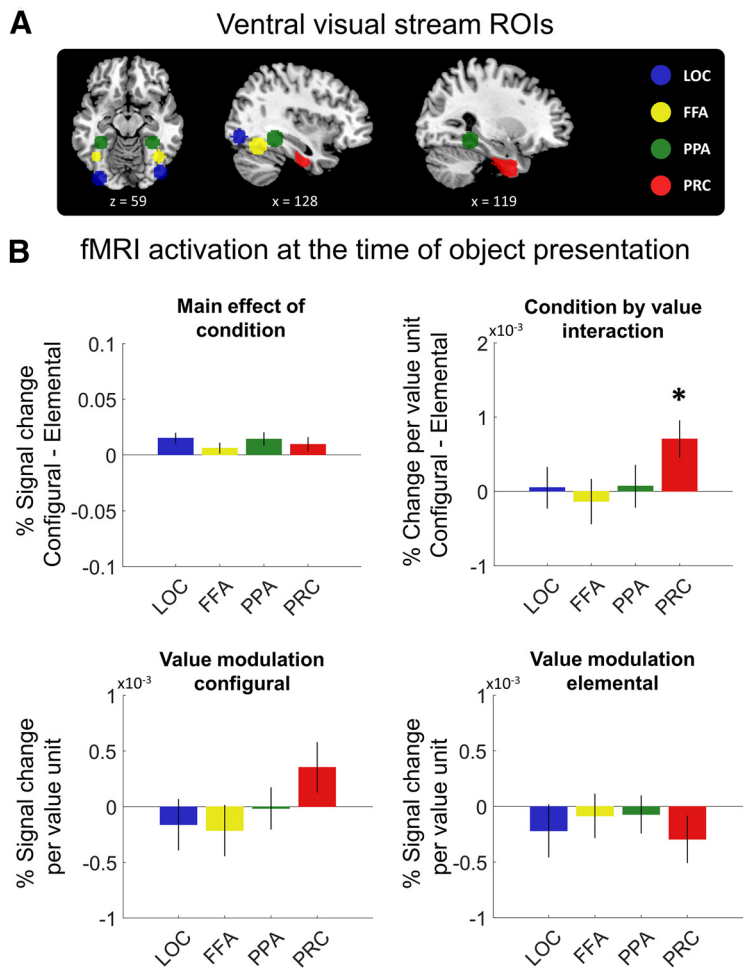 A
Ventral visual stream ROIs
LOC
FFA
PPA
PRC
z = 59
x = 128
x = 119
B
fMRI activation at the time of object presentation
Main effect of
condition
% Signal change
Configural - Elemental
0.1
0.05
0
-0.05
-0.1
LOC
FFA
PPA
PRC
Condition by value
interaction
x10-3
% Change per value unit
Configural - Elemental
2
1
0
-1
*
LOC
FFA
PPA
PRC
Value modulation
configural
x10-3
% Signal change
per value unit
1
0.5
0
-0.5
-1
LOC
FFA
PPA
PRC
Value modulation
elemental
x10-3
% Signal change
per value unit
1
0.5
0
-0.5
-1
LOC
FFA
PPA
PRC